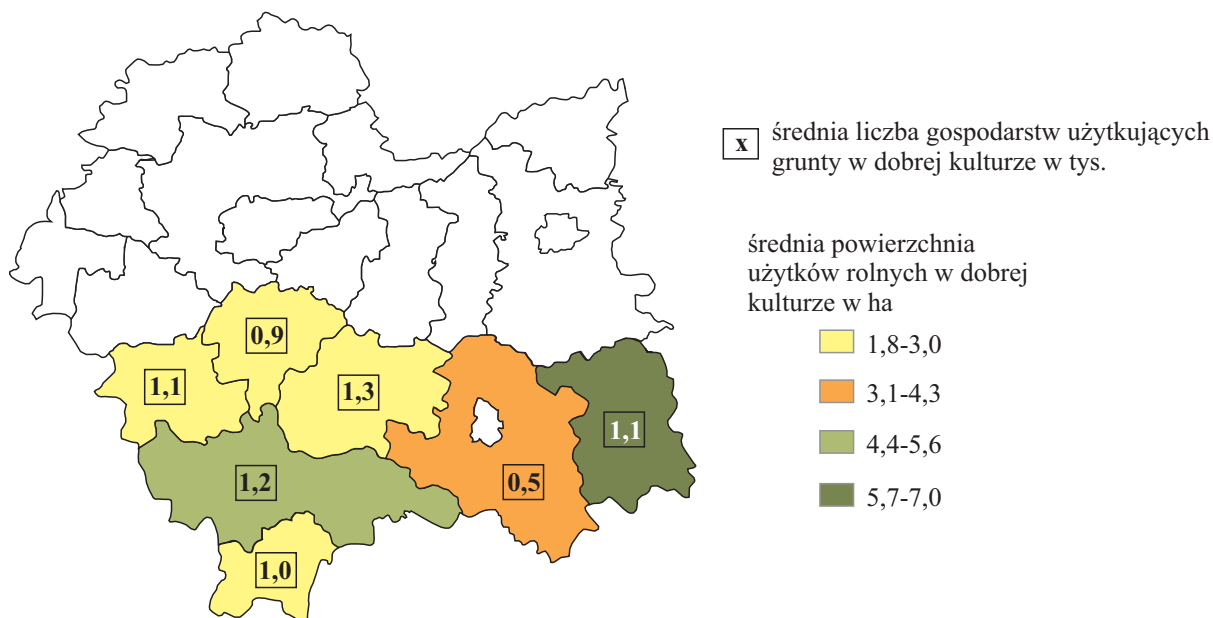 x średnia liczba gospodarstw użytkujących
grunty w dobrej kulturze w tys.
średnia powierzchnia
użytków rolnych w dobrej
kulturze w ha
1,8-3,0
3,1-4,3
4,4-5,6
5,7-7,0
0,9
1,1
1,3
1,1
1,2
0,5
1,0